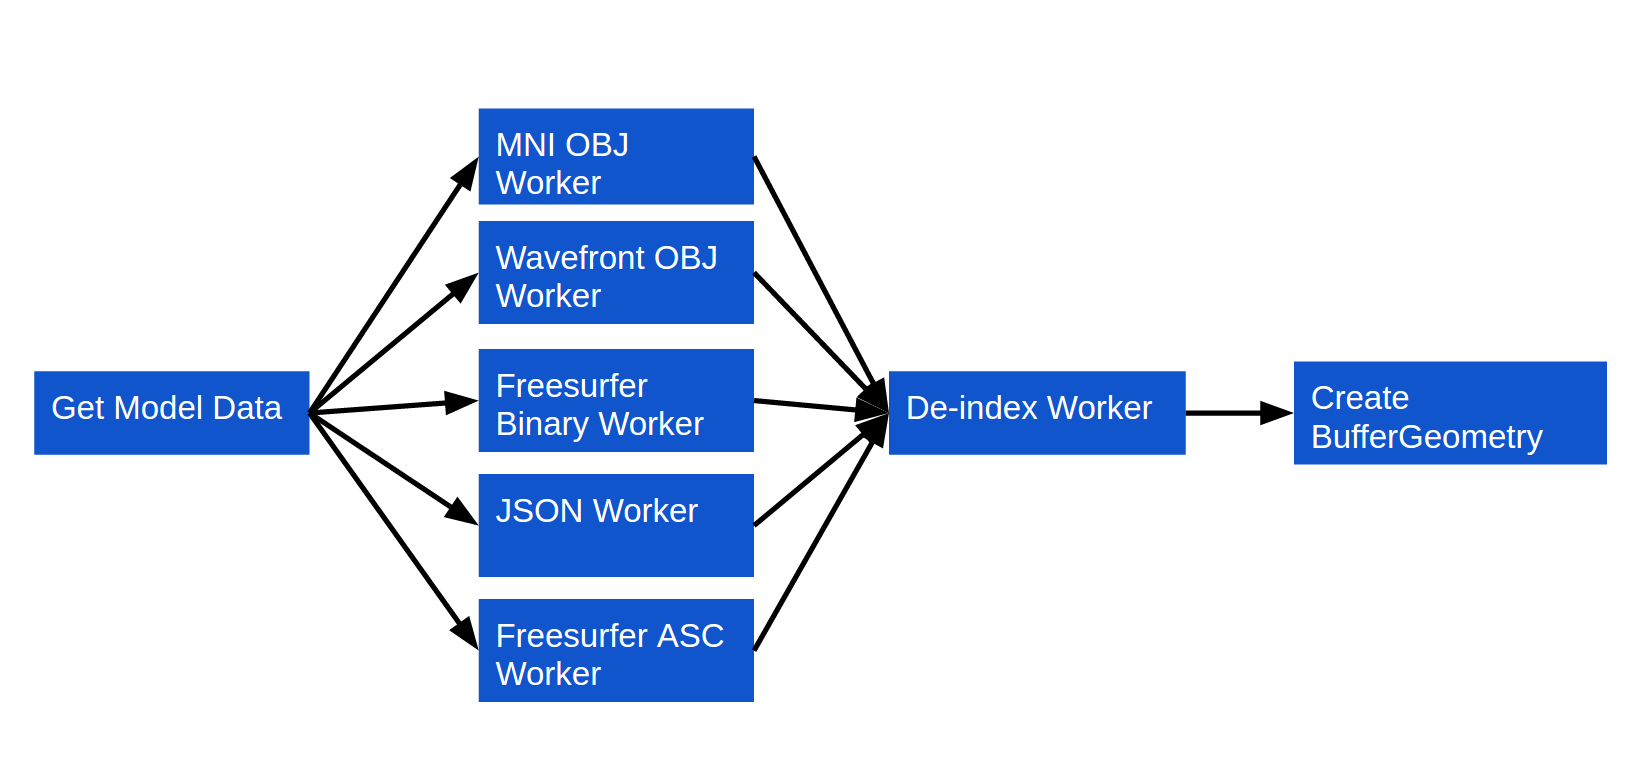 Get Model Data
MNI OBJ
Worker
Wavefront OBJ
Worker
Freesurfer
Binary Worker
JSON Worker
Freesurfer ASC
Worker
De-index Worker
Create
BufferGeometry